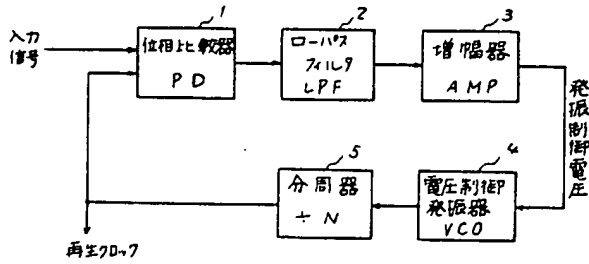 1
2
3
入力
信号
位相比較器
PD
ローパス
フィルタ
LPF
増幅器
AMP
発振制御電圧
5
4
分周器
÷N
電圧制御
発振器
VCO
再生クロック